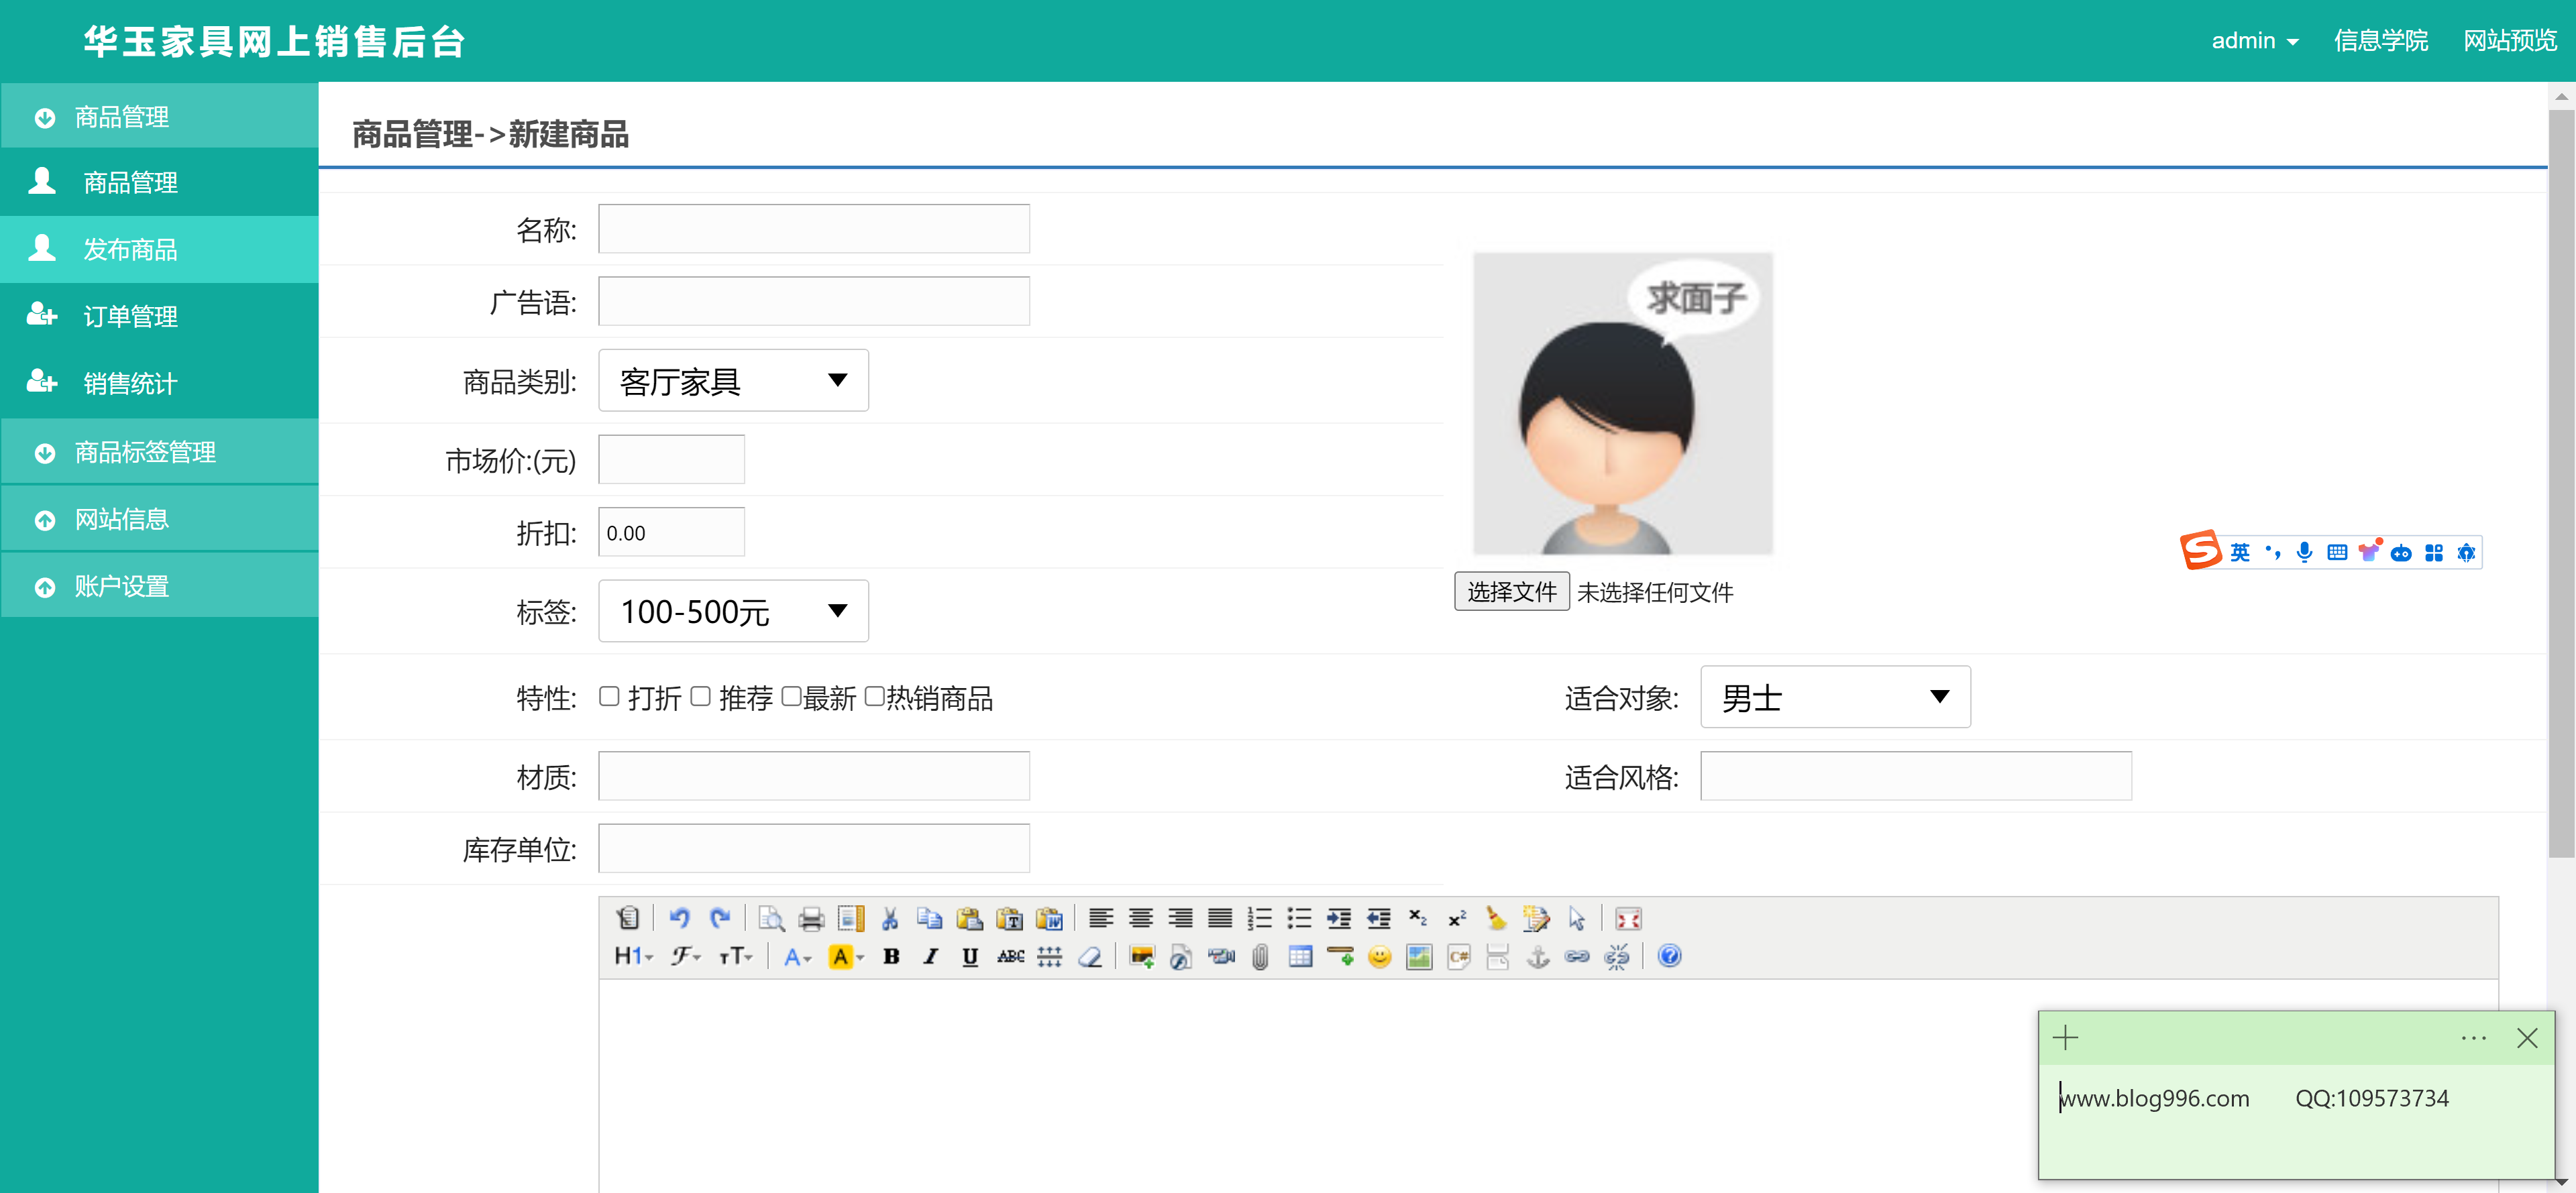 华玉家具网上销售后台
admin 信息学院 网站预览
商品管理
商品管理
发布商品
订单管理
销售统计
商品标签管理
网站信息
账户设置
商品管理->新建商品
名称:
广告语:
商品类别: 客厅家具
市场价:(元)
折扣: 0.00
标签: 100-500元
求面子
选择文件 未选择任何文件
英
特性: 打折 推荐 最新 热销商品 适合对象: 男士
材质: 适合风格:
库存单位:
H1 F TT A A B I U ABC C#
www.blog996.com QQ:109573734